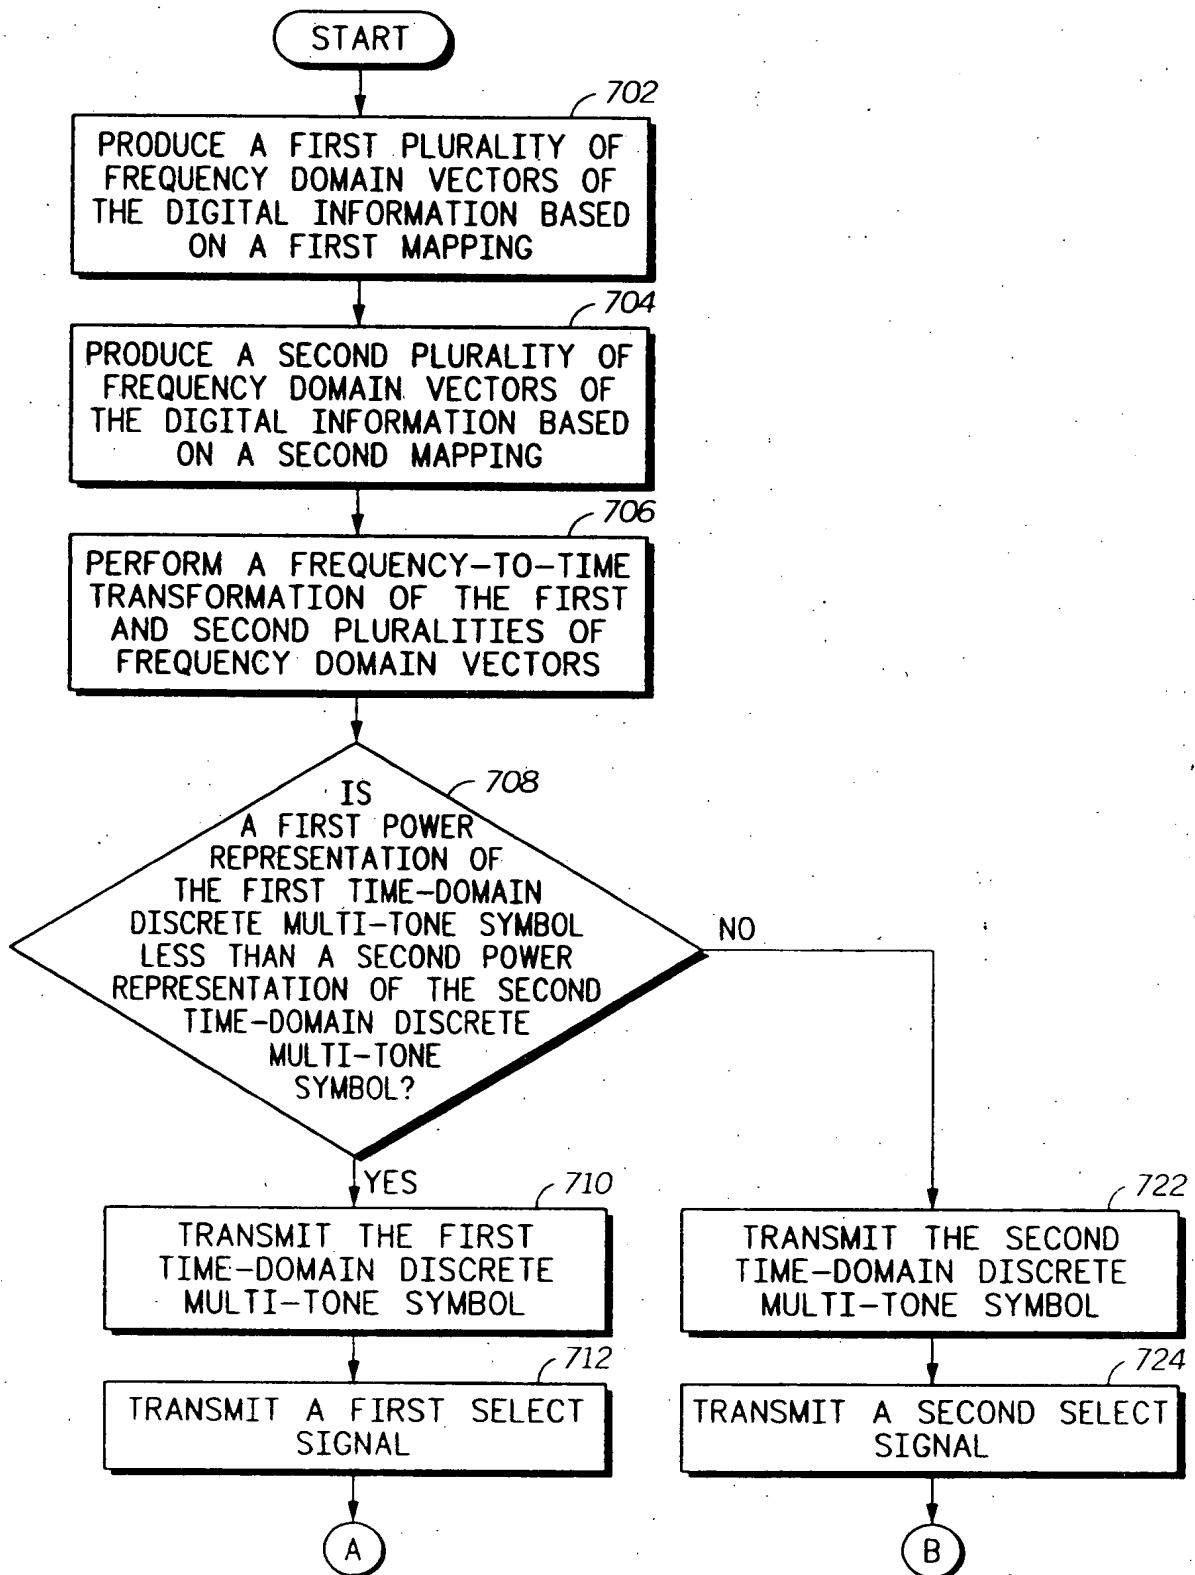 START
702
PRODUCE A FIRST PLURALITY OF
FREQUENCY DOMAIN VECTORS OF
THE DIGITAL INFORMATION BASED
ON A FIRST MAPPING
704
PRODUCE A SECOND PLURALITY OF
FREQUENCY DOMAIN VECTORS OF
THE DIGITAL INFORMATION BASED
ON A SECOND MAPPING
706
PERFORM A FREQUENCY-TO-TIME
TRANSFORMATION OF THE FIRST
AND SECOND PLURALITIES OF
FREQUENCY DOMAIN VECTORS
708
IS
A FIRST POWER
REPRESENTATION OF
THE FIRST TIME-DOMAIN
DISCRETE MULTI-TONE SYMBOL
LESS THAN A SECOND POWER
REPRESENTATION OF THE SECOND
TIME-DOMAIN DISCRETE
MULTI-TONE
SYMBOL?
NO
YES
710
TRANSMIT THE FIRST
TIME-DOMAIN DISCRETE
MULTI-TONE SYMBOL
712
TRANSMIT A FIRST SELECT
SIGNAL
A
722
TRANSMIT THE SECOND
TIME-DOMAIN DISCRETE
MULTI-TONE SYMBOL
724
TRANSMIT A SECOND SELECT
SIGNAL
B